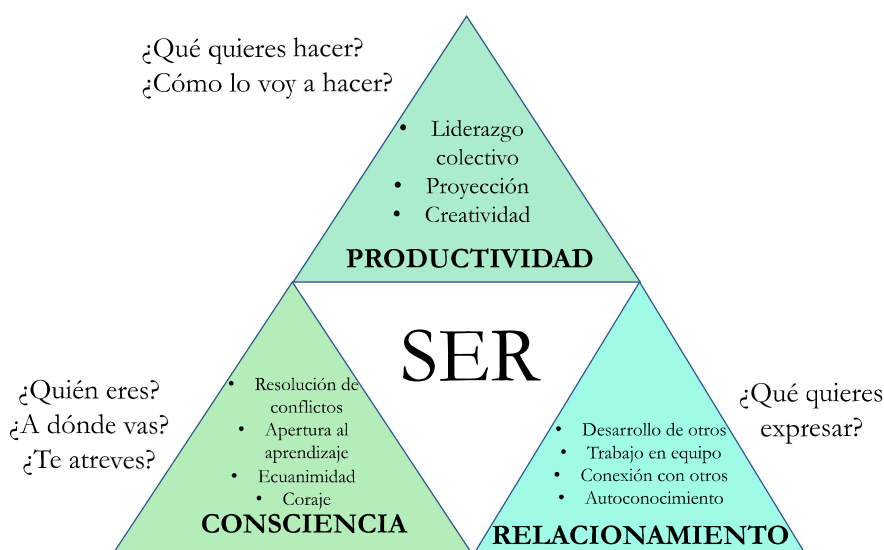 ¿Qué quieres hacer?
¿Cómo lo voy a hacer?
• Liderazgo
colectivo
• Proyección
• Creatividad
PRODUCTIVIDAD
SER
¿Quién eres?
¿A dónde vas?
¿Te atreves?
• Resolución de
conflictos
• Apertura al
aprendizaje
• Ecuanimidad
• Coraje
CONSCIENCIA
¿Qué quieres
expresar?
• Desarrollo de otros
• Trabajo en equipo
• Conexión con otros
• Autoconocimiento
RELACIONAMIENTO